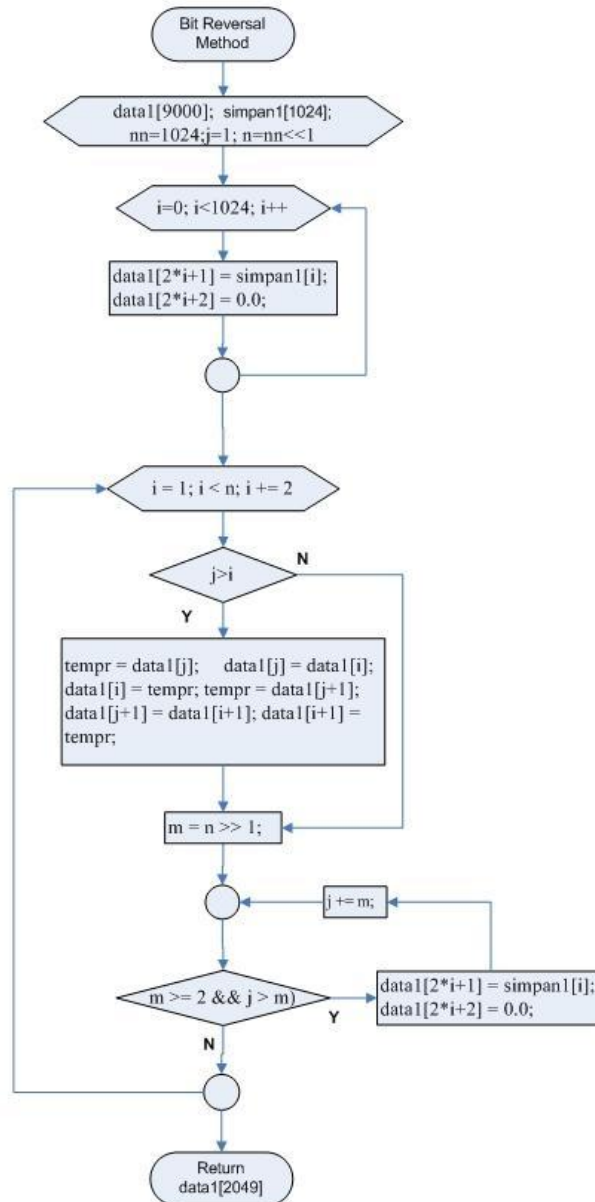 Bit Reversal
Method
data1[9000]; simpan1[1024];
nn=1024;j=1; n=nn<<1
i=0; i<1024; i++
data1[2*i+1] = simpan1[i];
data1[2*i+2] = 0.0;
i = 1; i < n; i += 2
j>i
N
Y
tempr = data1[j]; data1[j] = data1[i];
data1[i] = tempr; tempr = data1[j+1];
data1[j+1] = data1[i+1]; data1[i+1] =
tempr;
m = n >> 1;
j += m;
m >= 2 && j > m)
Y
data1[2*i+1] = simpan1[i];
data1[2*i+2] = 0.0;
N
Return
data1[2049]